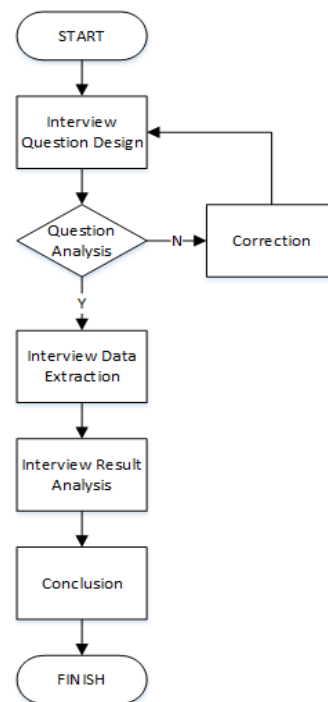 START
Interview
Question Design
Question
Analysis
N
Correction
Y
Interview Data
Extraction
Interview Result
Analysis
Conclusion
FINISH